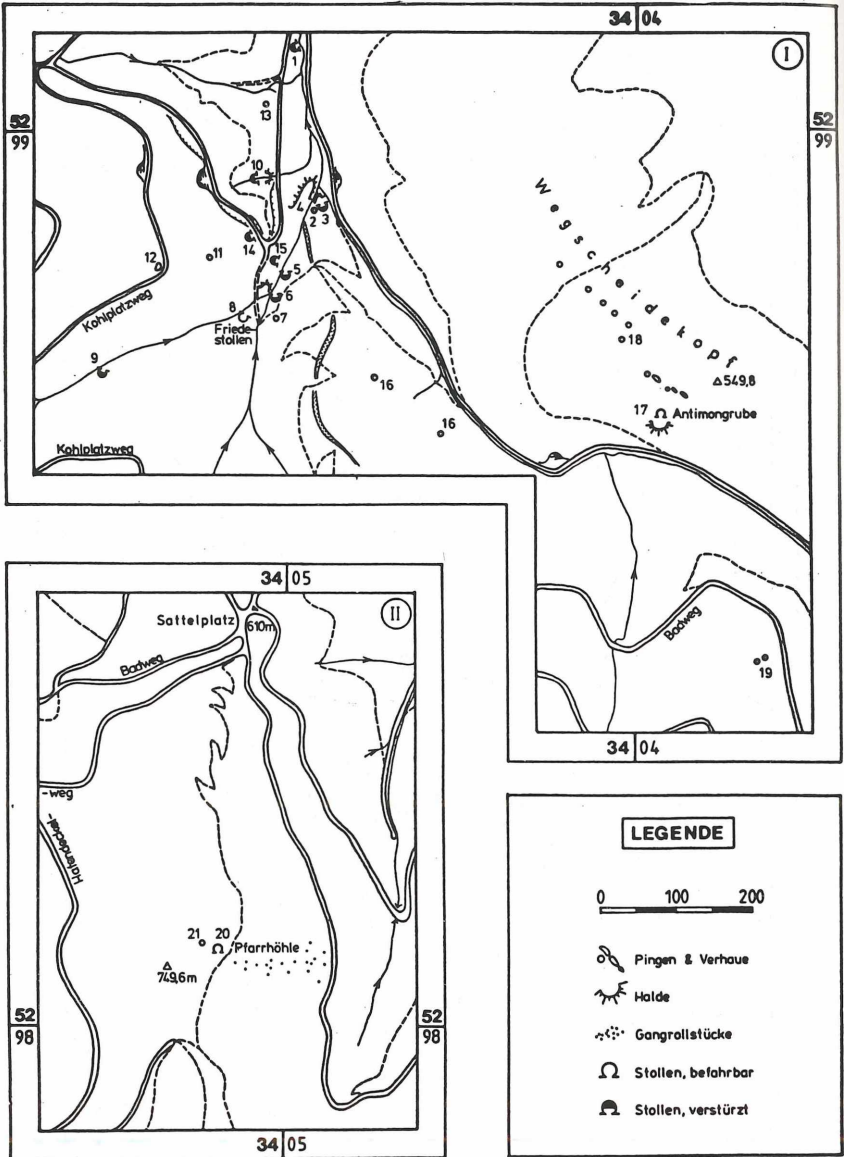 34 04
I
52
99
52
99
1
13
10
4
2 3
14
15
11
12
5
6
8
7
Friede-
stollen
Kohlplatzweg
9
Kohlplatzweg
16
16
Wegscheidekopf
18
549,8
17 Antimongrube
Badweg
19
34 04
34 05
II
Sattelplatz
610m
Badweg
-weg
Hafendeckel-
21 20
Pfarrhöhle
749,6m
52
98
52
98
34 05
LEGENDE
0 100 200
Pingen & Verhaue
Halde
Gangrollstücke
Stollen, befahrbar
Stollen, verstürzt